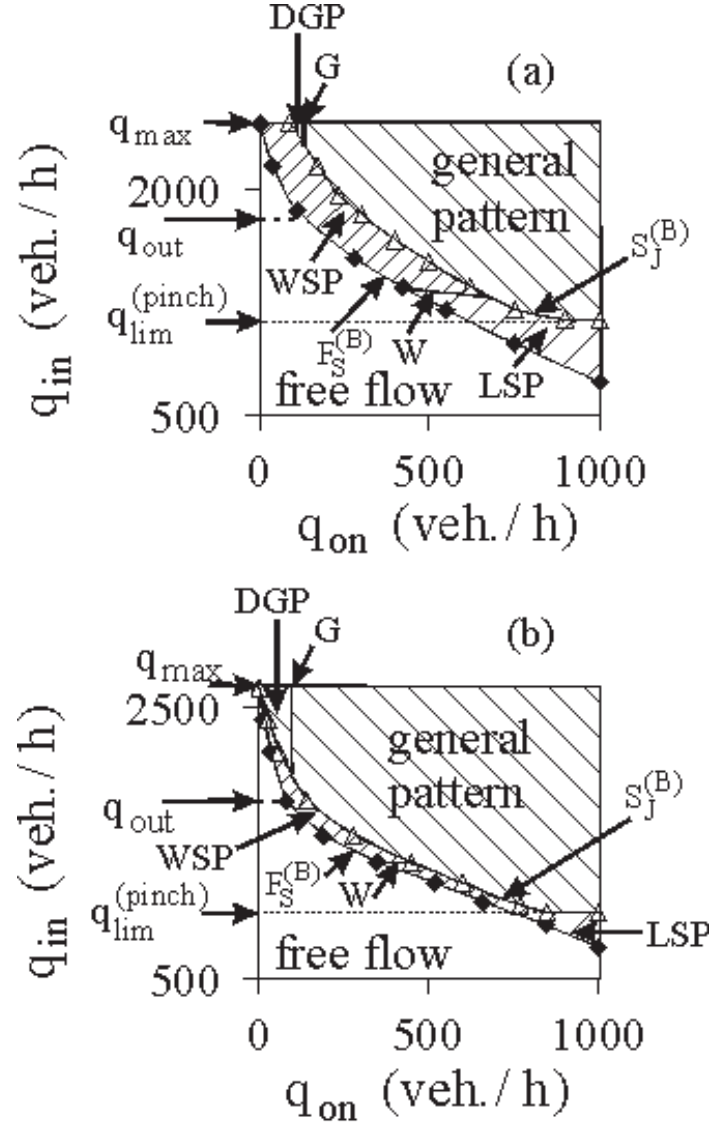 DGP
G
(a)
q_max
general
pattern
2000
q_out
WSP
S_J^(B)
q_lim^(pinch)
F_S^(B)
W
LSP
free flow
500
q_in (veh./h)
0 500 1000
q_on (veh./h)
DGP
G
(b)
q_max
2500
general
pattern
S_J^(B)
q_out
WSP
F_S^(B)
W
q_lim^(pinch)
LSP
free flow
500
q_in (veh./h)
0 500 1000
q_on (veh./h)